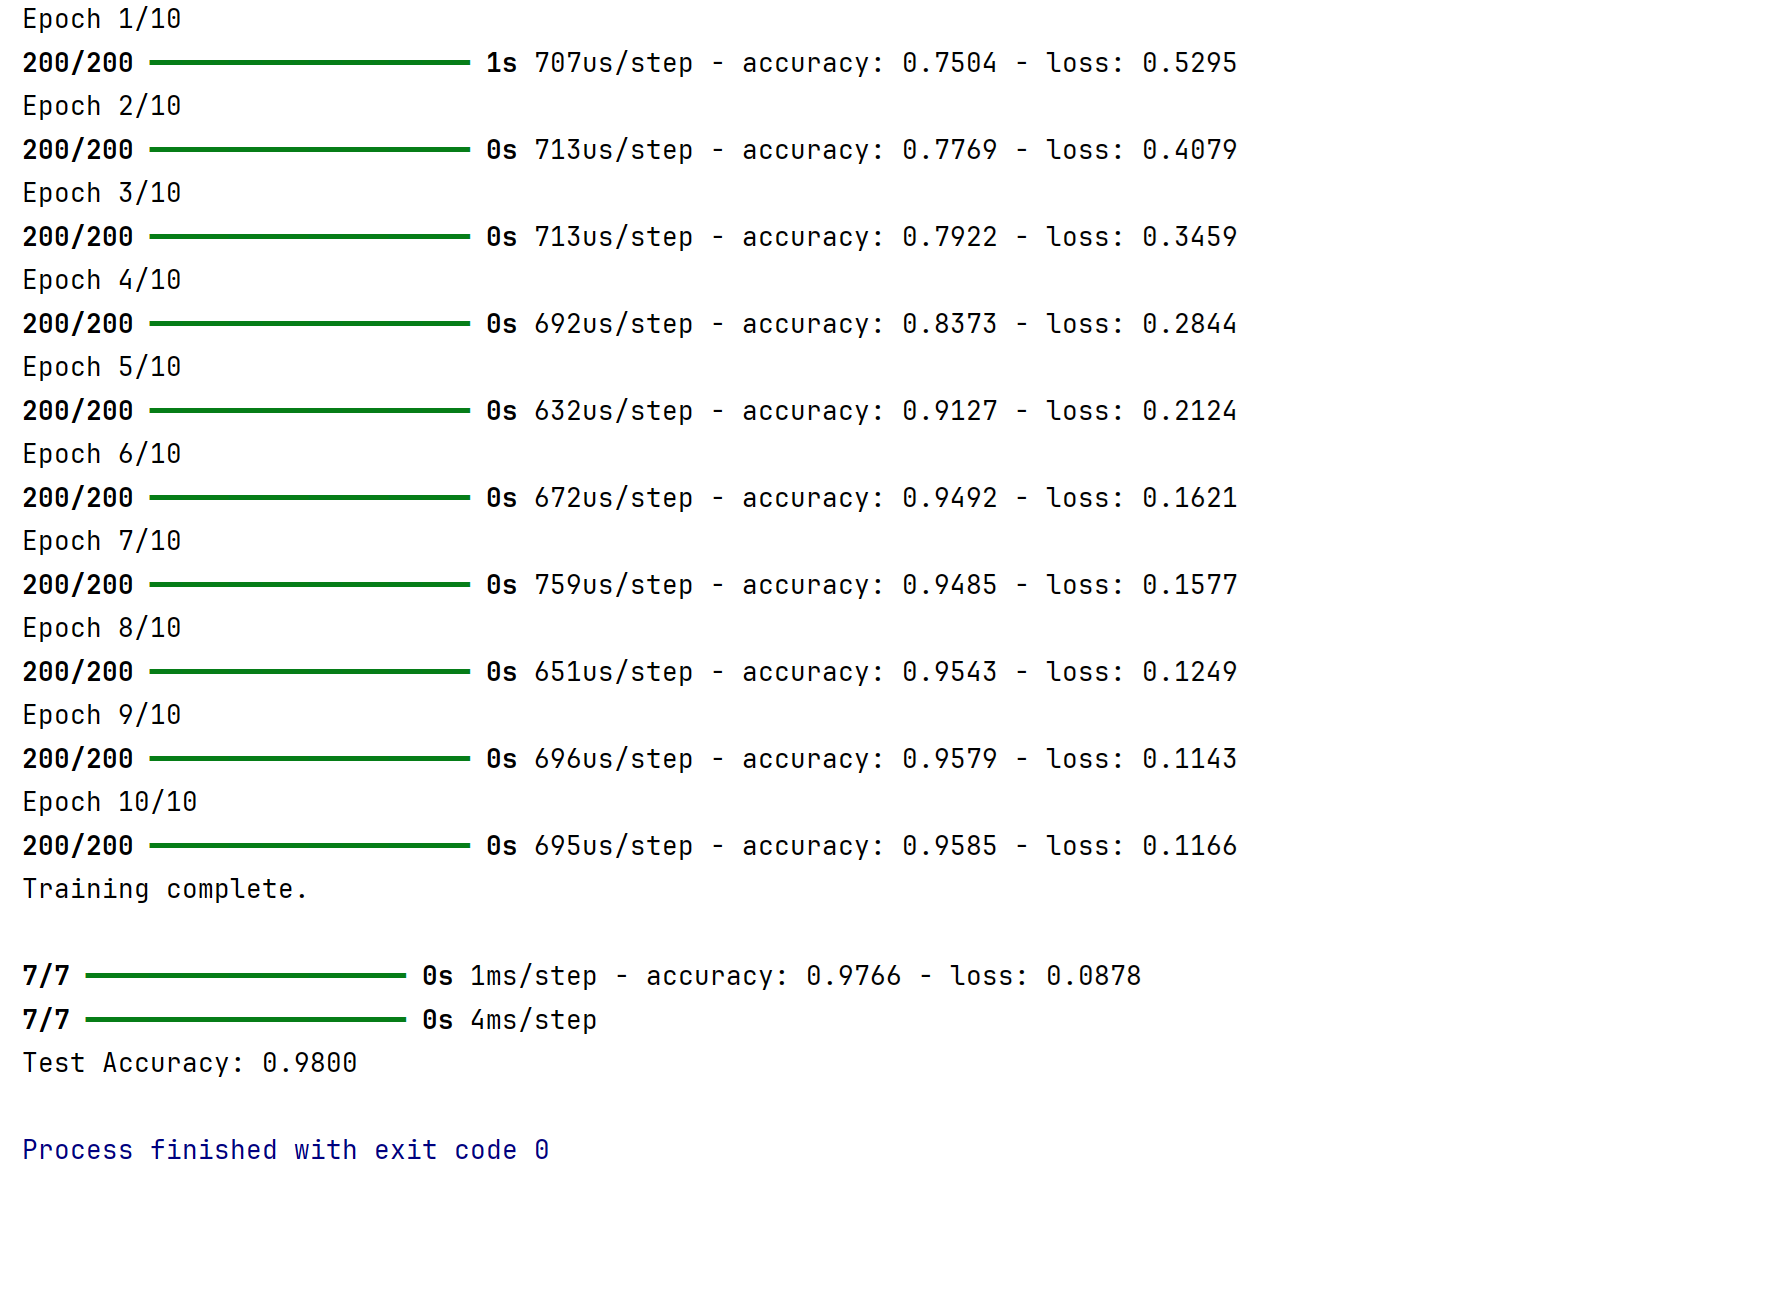 Epoch 1/10
200/200 ━━━━━━━━━━━━━━━━━━━━ 1s 707us/step - accuracy: 0.7504 - loss: 0.5295
Epoch 2/10
200/200 ━━━━━━━━━━━━━━━━━━━━ 0s 713us/step - accuracy: 0.7769 - loss: 0.4079
Epoch 3/10
200/200 ━━━━━━━━━━━━━━━━━━━━ 0s 713us/step - accuracy: 0.7922 - loss: 0.3459
Epoch 4/10
200/200 ━━━━━━━━━━━━━━━━━━━━ 0s 692us/step - accuracy: 0.8373 - loss: 0.2844
Epoch 5/10
200/200 ━━━━━━━━━━━━━━━━━━━━ 0s 632us/step - accuracy: 0.9127 - loss: 0.2124
Epoch 6/10
200/200 ━━━━━━━━━━━━━━━━━━━━ 0s 672us/step - accuracy: 0.9492 - loss: 0.1621
Epoch 7/10
200/200 ━━━━━━━━━━━━━━━━━━━━ 0s 759us/step - accuracy: 0.9485 - loss: 0.1577
Epoch 8/10
200/200 ━━━━━━━━━━━━━━━━━━━━ 0s 651us/step - accuracy: 0.9543 - loss: 0.1249
Epoch 9/10
200/200 ━━━━━━━━━━━━━━━━━━━━ 0s 696us/step - accuracy: 0.9579 - loss: 0.1143
Epoch 10/10
200/200 ━━━━━━━━━━━━━━━━━━━━ 0s 695us/step - accuracy: 0.9585 - loss: 0.1166
Training complete.
7/7 ━━━━━━━━━━━━━━━━━━━━ 0s 1ms/step - accuracy: 0.9766 - loss: 0.0878
7/7 ━━━━━━━━━━━━━━━━━━━━ 0s 4ms/step
Test Accuracy: 0.9800
Process finished with exit code 0